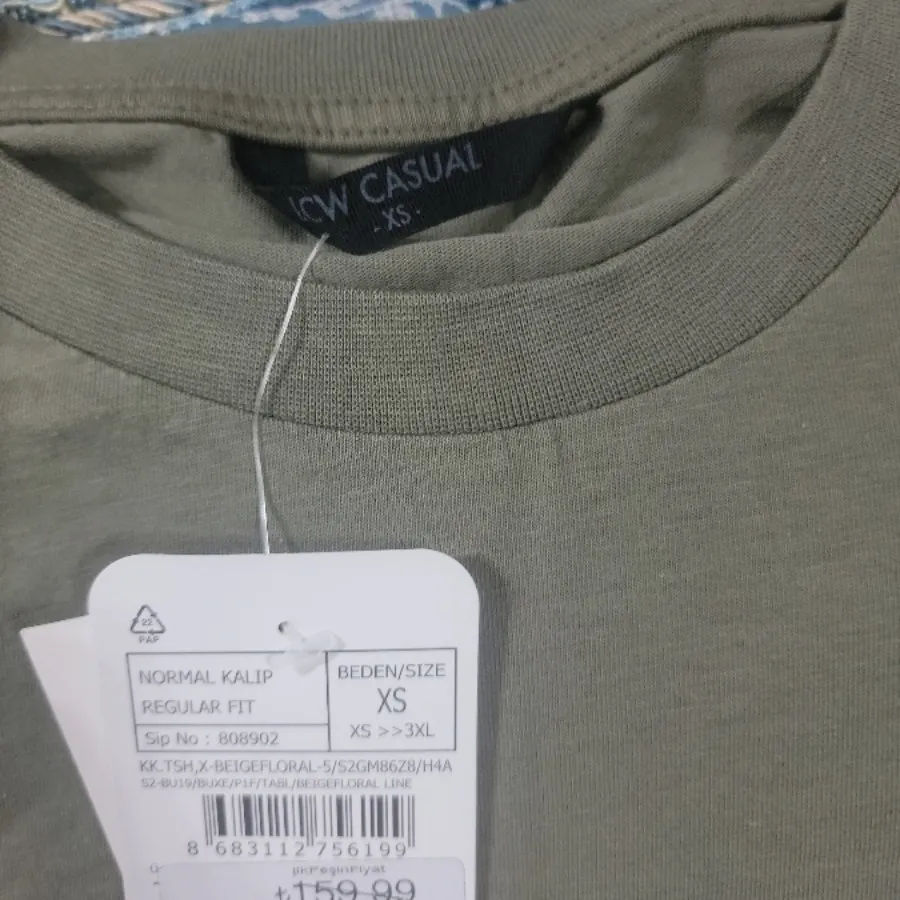 LCW CASUAL
- XS -
22
PAP
NORMAL KALIP
REGULAR FIT
Sip No : 808902
BEDEN/SIZE
XS
XS >>3XL
KK.TSH,X-BEIGEFLORAL-5/S2GM86Z8/H4A
S2-BU19/BUXE/P1F/TABL/BEIGEFLORAL LINE
8 683112 756199
₺159,99